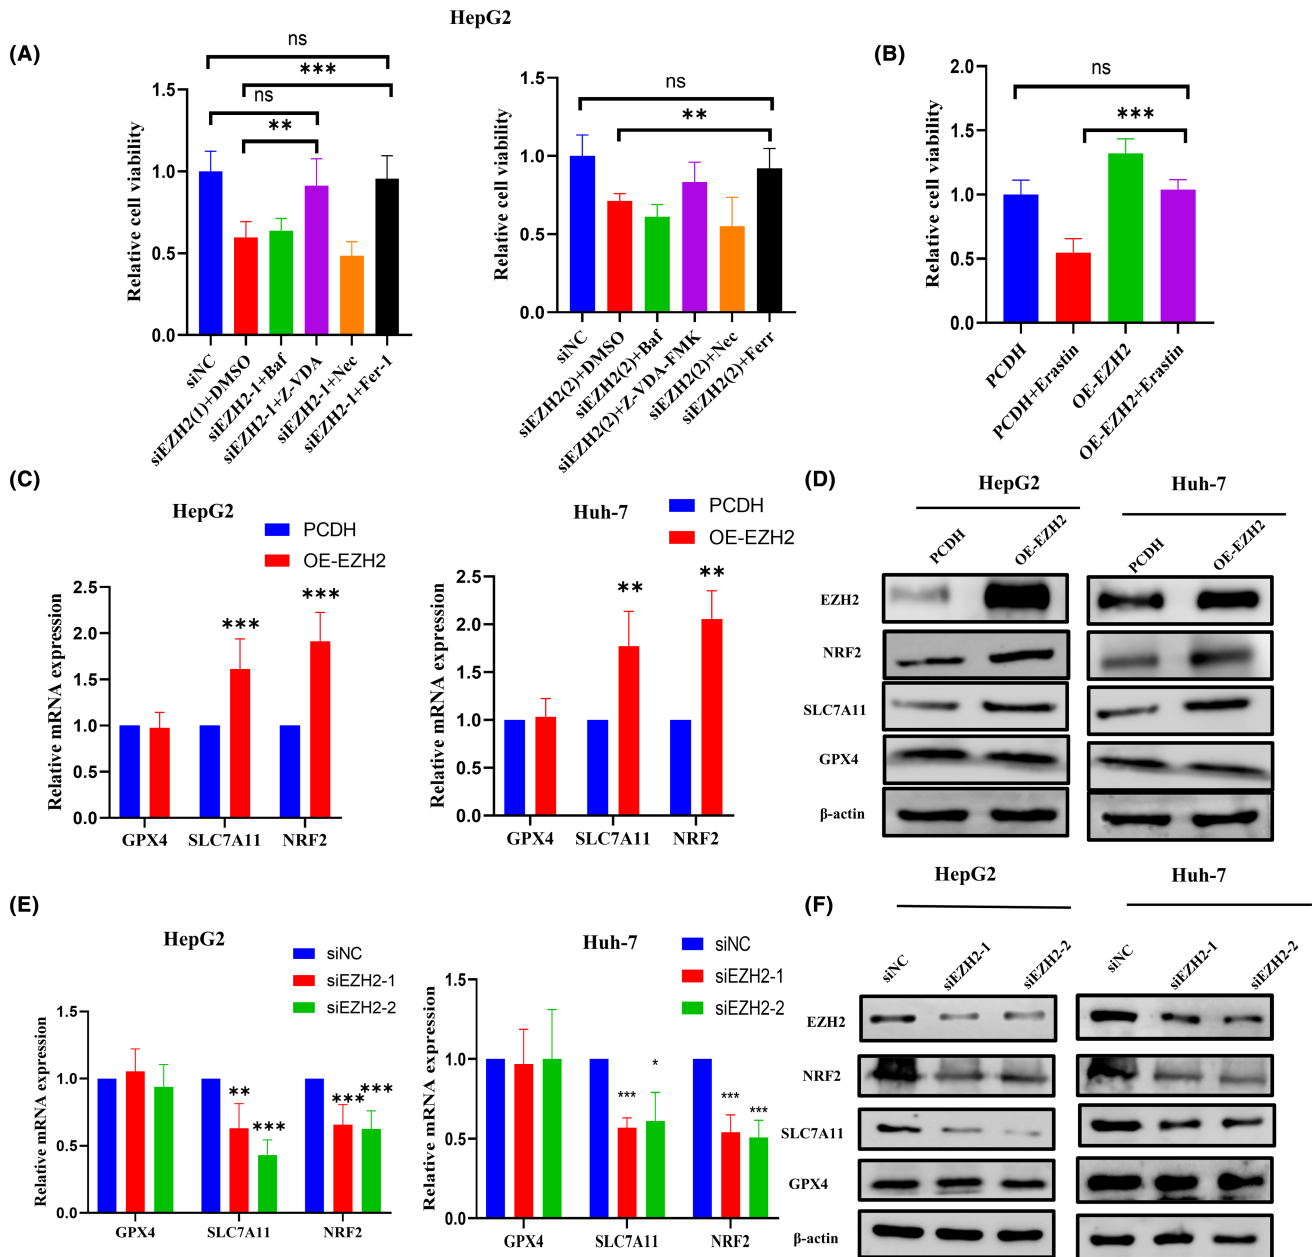 HepG2
(A)
ns
***
ns
**
Relative cell viability
1.5
1.0
0.5
0.0
siNC
siEZH2(1)+DMSO
siEZH2-1+Baf
siEZH2-1+Z-VDA
siEZH2-1+Nec
siEZH2-1+Fer-1
ns
**
Relative cell viability
1.5
1.0
0.5
0.0
siNC
siEZH2(2)+DMSO
siEZH2(2)+Baf
siEZH2(2)+Z-VDA-FMK
siEZH2(2)+Nec
siEZH2(2)+Ferr
(B)
ns
***
Relative cell viability
2.0
1.5
1.0
0.5
0.0
PCDH
PCDH+Erastin
OE-EZH2
OE-EZH2+Erastin
(C)
HepG2
PCDH
OE-EZH2
Relative mRNA expression
2.5
2.0
1.5
1.0
0.5
0.0
***
***
GPX4
SLC7A11
NRF2
Huh-7
PCDH
OE-EZH2
Relative mRNA expression
2.5
2.0
1.5
1.0
0.5
0.0
**
**
GPX4
SLC7A11
NRF2
(D)
HepG2
Huh-7
PCDH
OE-EZH2
PCDH
OE-EZH2
EZH2
NRF2
SLC7A11
GPX4
β-actin
(E)
HepG2
siNC
siEZH2-1
siEZH2-2
Relative mRNA expression
1.5
1.0
0.5
0.0
**
***
***
***
GPX4
SLC7A11
NRF2
Huh-7
siNC
siEZH2-1
siEZH2-2
Relative mRNA expression
1.5
1.0
0.5
0.0
***
*
***
***
GPX4
SLC7A11
NRF2
(F)
HepG2
Huh-7
siNC
siEZH2-1
siEZH2-2
siNC
siEZH2-1
siEZH2-2
EZH2
NRF2
SLC7A11
GPX4
β-actin